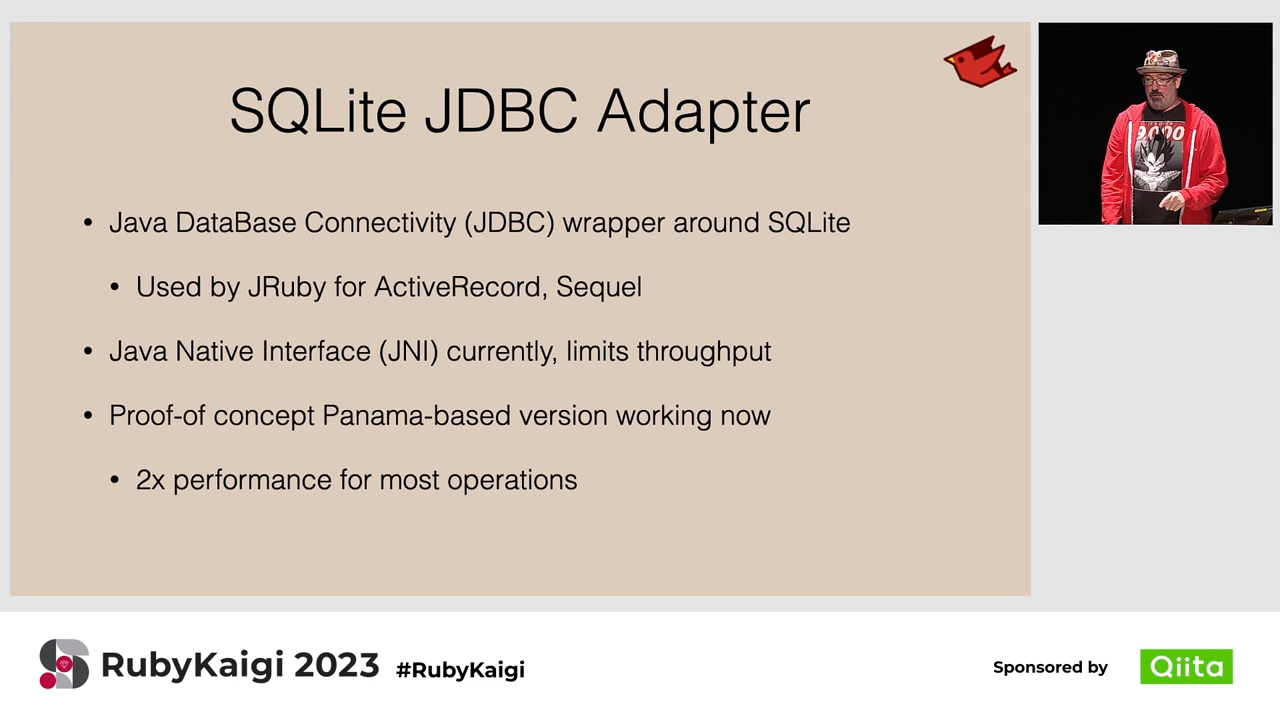 SQLite JDBC Adapter
• Java DataBase Connectivity (JDBC) wrapper around SQLite
• Used by JRuby for ActiveRecord, Sequel
• Java Native Interface (JNI) currently, limits throughput
• Proof-of concept Panama-based version working now
• 2x performance for most operations
9000
RubyKaigi 2023 #RubyKaigi
Sponsored by Qiita